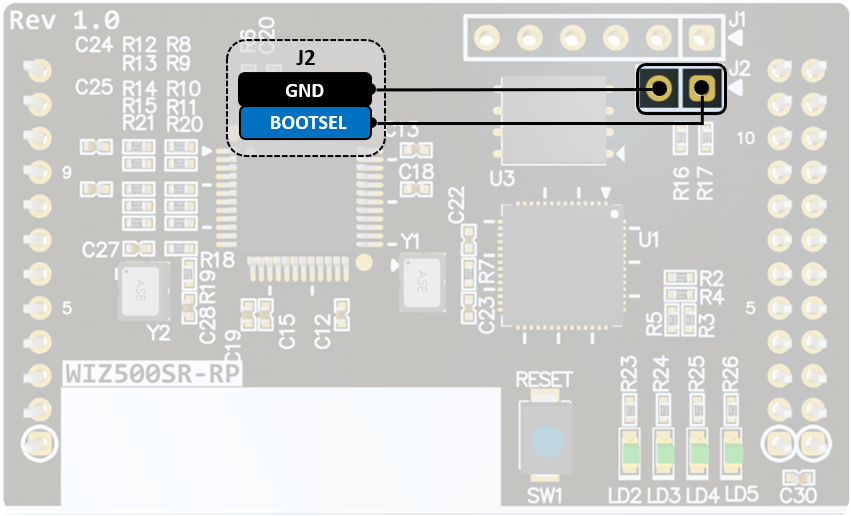 Rev 1.0
C24 R12 R8
R13 R9
C25 R14 R10
R15 R11
R21 R20
R6
C20
J2
GND
BOOTSEL
J1
J2
C13
C18
U3
R16
R17
10
9
C22
U1
Y1
C27
R18
R19
C28
ASE
Y2
ASE
R7
C23
R2
R4
R5
R3
5
5
C19
C15
C12
WIZ500SR-RP
RESET
SW1
R23
R24
R25
R26
LD2
LD3
LD4
LD5
C30